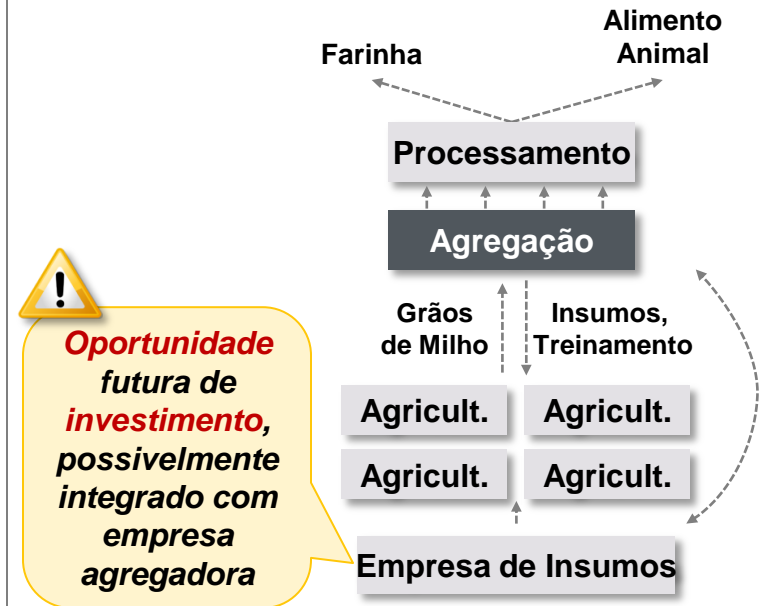 Farinha
Alimento
Animal
Processamento
Agregação
Grãos
de Milho
Insumos,
Treinamento
!
Oportunidade
futura de
investimento,
possivelmente
integrado com
empresa
agregadora
Agricult.
Agricult.
Agricult.
Agricult.
Empresa de Insumos